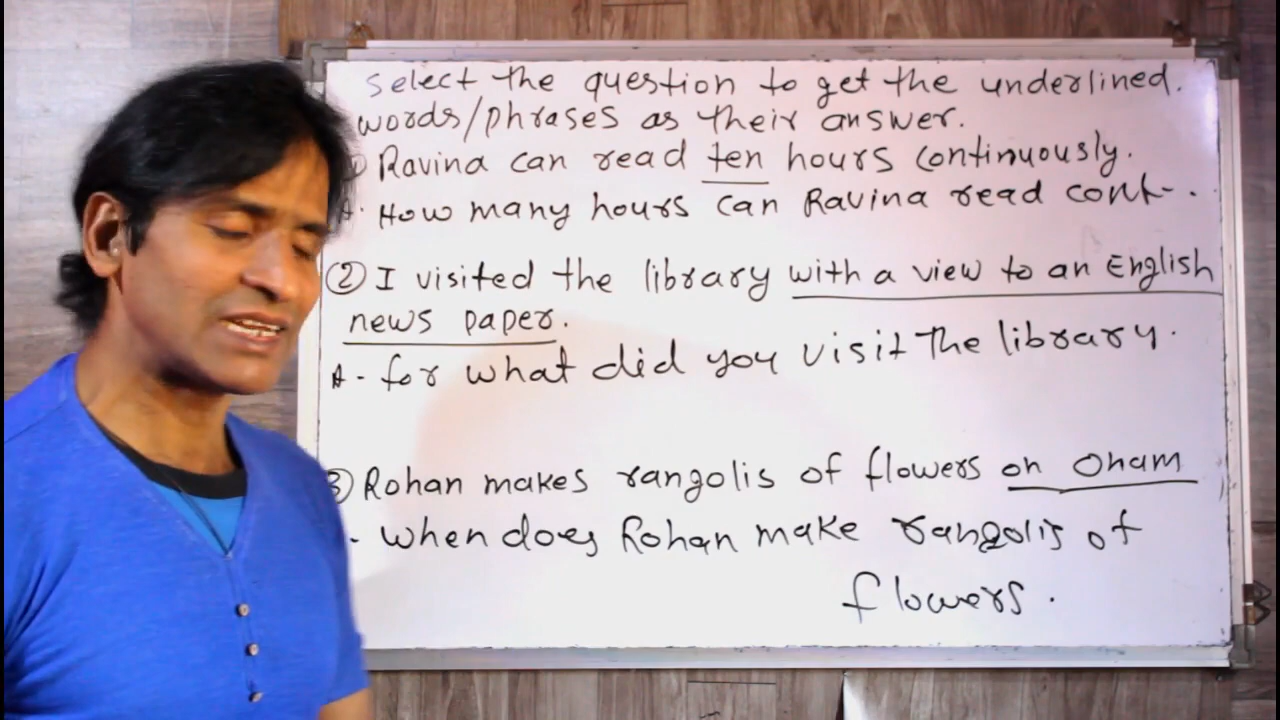 Select the question to get the underlined.
words/phrases as their answer.
Ravina can read ten hours continuously.
A. How many hours can Ravina read cont-.
② I visited the library with a view to an English
news paper.
A - for what did you visit the library.
③ Rohan makes rangolis of flowers on Onam
. when does Rohan make rangolis of
flowers.